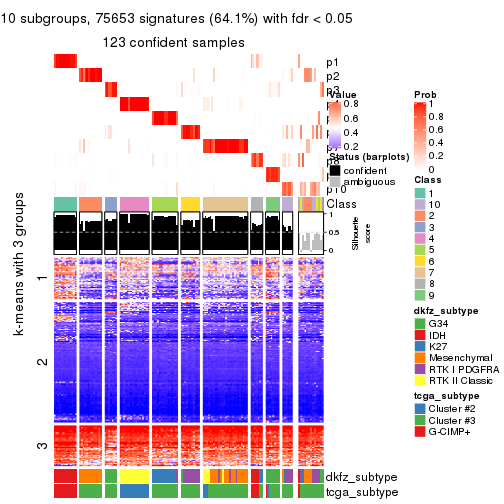 10 subgroups, 75653 signatures (64.1%) with fdr < 0.05
123 confident samples
p1
p2
p3
p10
Class
1
0.5
0
Silhouette
score
k-means with 3 groups
1
2
3
dkfz_subtype
tcga_subtype
Value
0.8
0.6
0.4
0.2
Status (barplots)
confident
ambiguous
Prob
1
0.8
0.6
0.4
0.2
0
Class
1
10
2
3
4
5
6
7
8
9
dkfz_subtype
G34
IDH
K27
Mesenchymal
RTK I PDGFRA
RTK II Classic
tcga_subtype
Cluster #2
Cluster #3
G-CIMP+